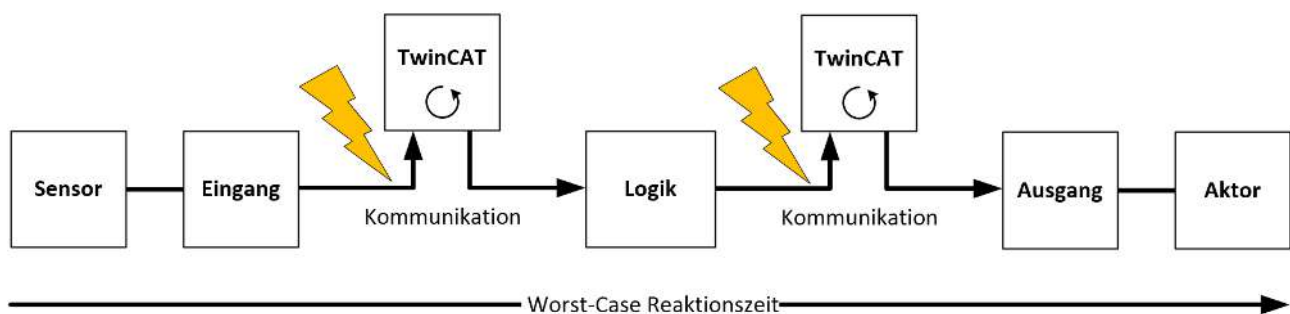 TwinCAT
TwinCAT
Sensor
Eingang
Logik
Ausgang
Aktor
Kommunikation
Kommunikation
Worst-Case Reaktionszeit